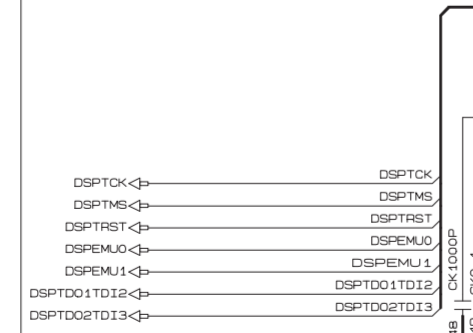 DSPTCK
DSPTCK
DSPTMS
DSPTMS
DSPTRST
DSPTRST
DSPEMU0
DSPEMU0
DSPEMU1
DSPEMU1
DSPTDO1TDI2
DSPTDO1TDI2
DSPTDO2TDI3
DSPTDO2TDI3
CK1000P